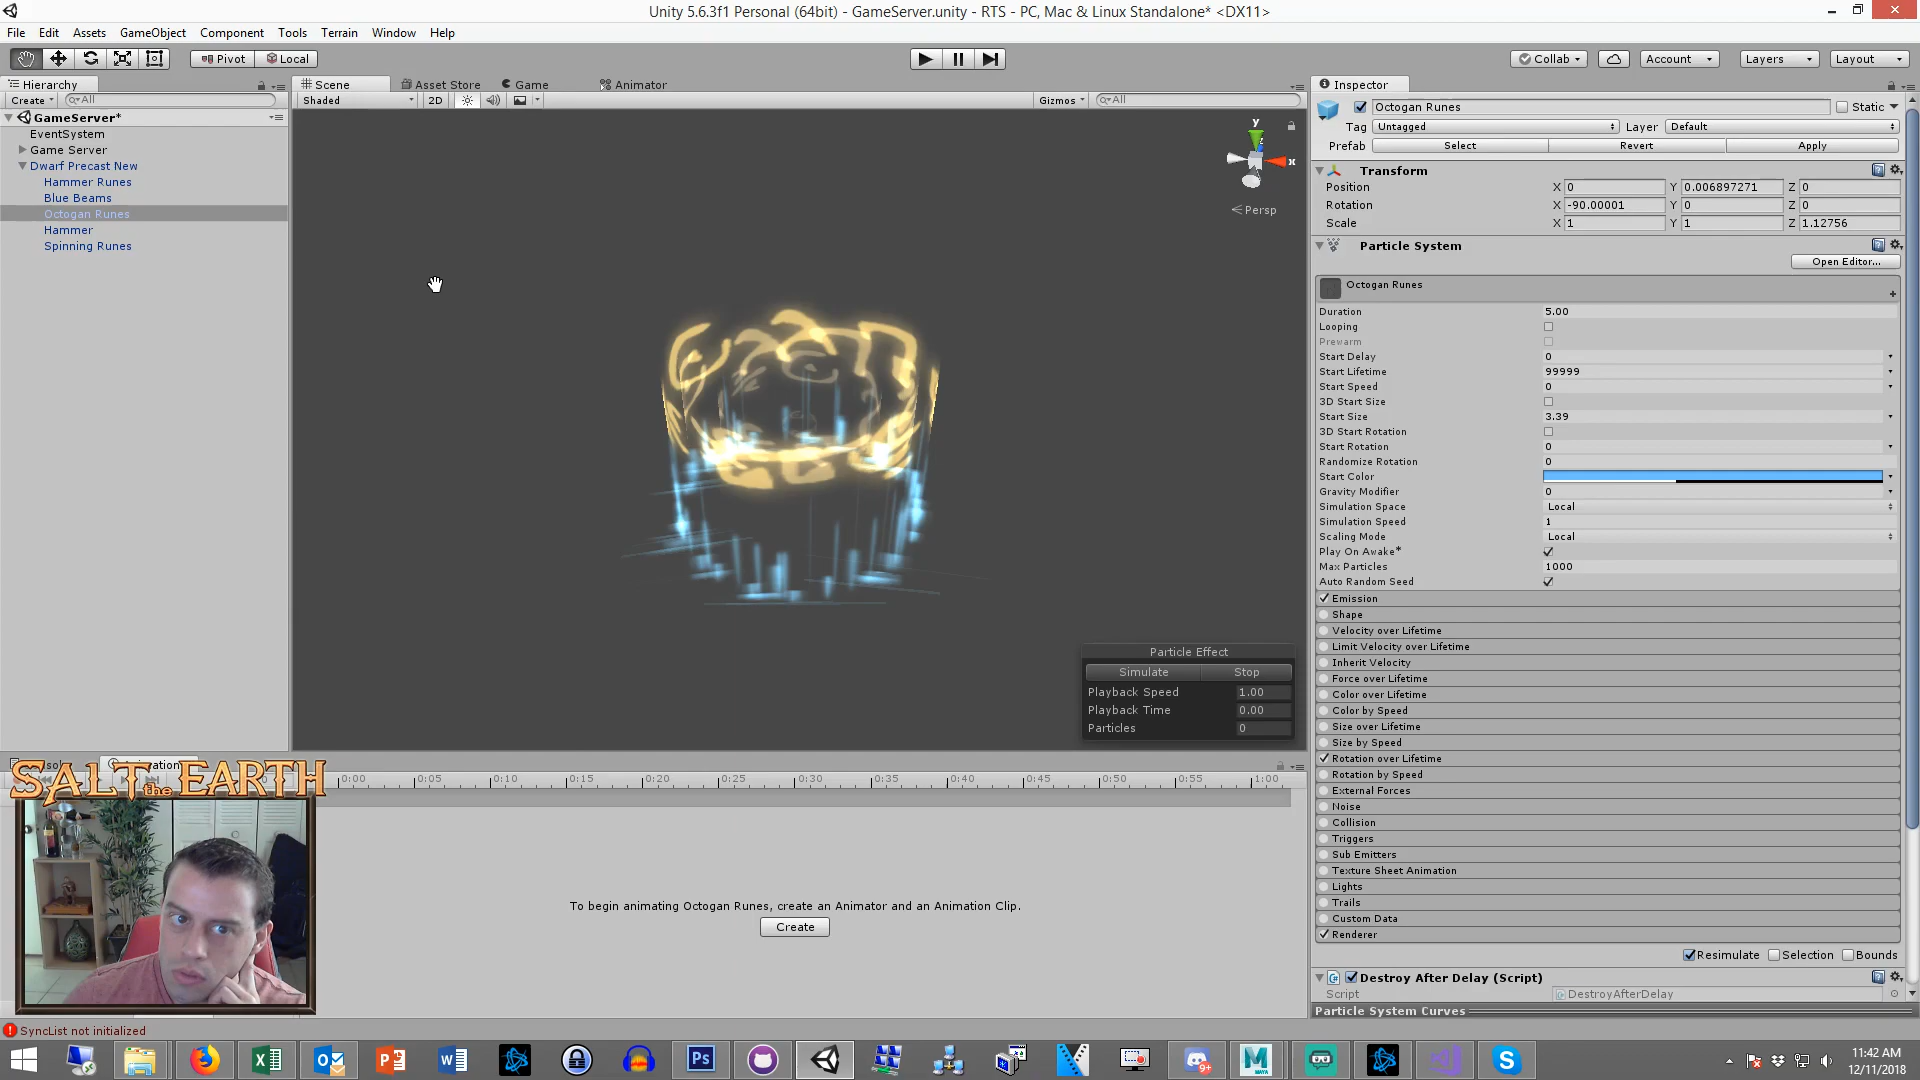 Unity 5.6.3f1 Personal (64bit) - GameServer.unity - RTS - PC, Mac & Linux Standalone* <DX11>
File Edit Assets GameObject Component Tools Terrain Window Help
Pivot Local Collab Account Layers Layout
Hierarchy
Create All
GameServer*
EventSystem
Game Server
Dwarf Precast New
Hammer Runes
Blue Beams
Octogan Runes
Hammer
Spinning Runes
Scene Asset Store Game Animator
Shaded 2D Gizmos All
y
x
Persp
Particle Effect
Simulate Stop
Playback Speed 1.00
Playback Time 0.00
Particles 0
Inspector
Octogan Runes Static
Tag Untagged Layer Default
Prefab Select Revert Apply
Transform
Position X 0 Y 0.006897271 Z 0
Rotation X -90.00001 Y 0 Z 0
Scale X 1 Y 1 Z 1.12756
Particle System
Open Editor...
Octogan Runes
Duration 5.00
Looping
Prewarm
Start Delay 0
Start Lifetime 99999
Start Speed 0
3D Start Size
Start Size 3.39
3D Start Rotation
Start Rotation 0
Randomize Rotation 0
Start Color
Gravity Modifier 0
Simulation Space Local
Simulation Speed 1
Scaling Mode Local
Play On Awake*
Max Particles 1000
Auto Random Seed
Emission
Shape
Velocity over Lifetime
Limit Velocity over Lifetime
Inherit Velocity
Force over Lifetime
Color over Lifetime
Color by Speed
Size over Lifetime
Size by Speed
Rotation over Lifetime
Rotation by Speed
External Forces
Noise
Collision
Triggers
Sub Emitters
Texture Sheet Animation
Lights
Trails
Custom Data
Renderer
Resimulate Selection Bounds
Destroy After Delay (Script)
Script DestroyAfterDelay
Particle System Curves
0:00 0:05 0:10 0:15 0:20 0:25 0:30 0:35 0:40 0:45 0:50 0:55 1:00
SALT the EARTH
To begin animating Octogan Runes, create an Animator and an Animation Clip.
Create
SyncList not initialized
11:42 AM
12/11/2018